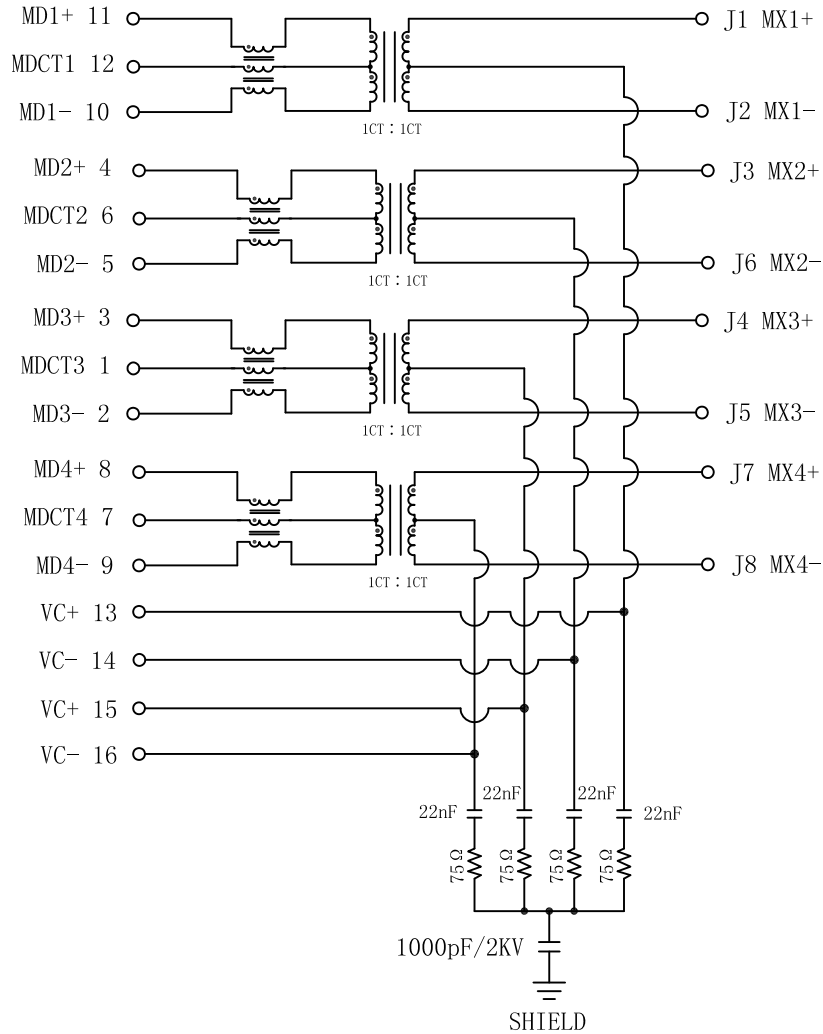 MD1+ 11
J1 MX1+
MDCT1 12
MD1- 10
J2 MX1-
1CT : 1CT
MD2+ 4
J3 MX2+
MDCT2 6
MD2- 5
J6 MX2-
1CT : 1CT
MD3+ 3
J4 MX3+
MDCT3 1
MD3- 2
J5 MX3-
1CT : 1CT
MD4+ 8
J7 MX4+
MDCT4 7
MD4- 9
J8 MX4-
1CT : 1CT
VC+ 13
VC- 14
VC+ 15
VC- 16
22nF 22nF 22nF 22nF
75Ω 75Ω 75Ω 75Ω
1000pF/2KV
SHIELD